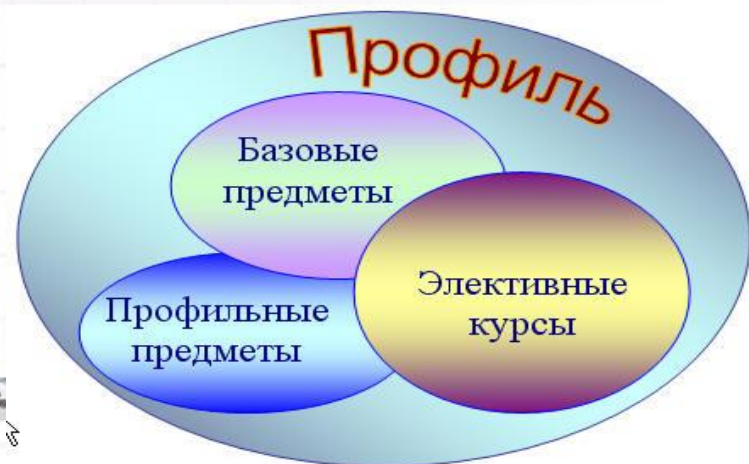 Профиль
Базовые
предметы
Элективные
курсы
Профильные
предметы